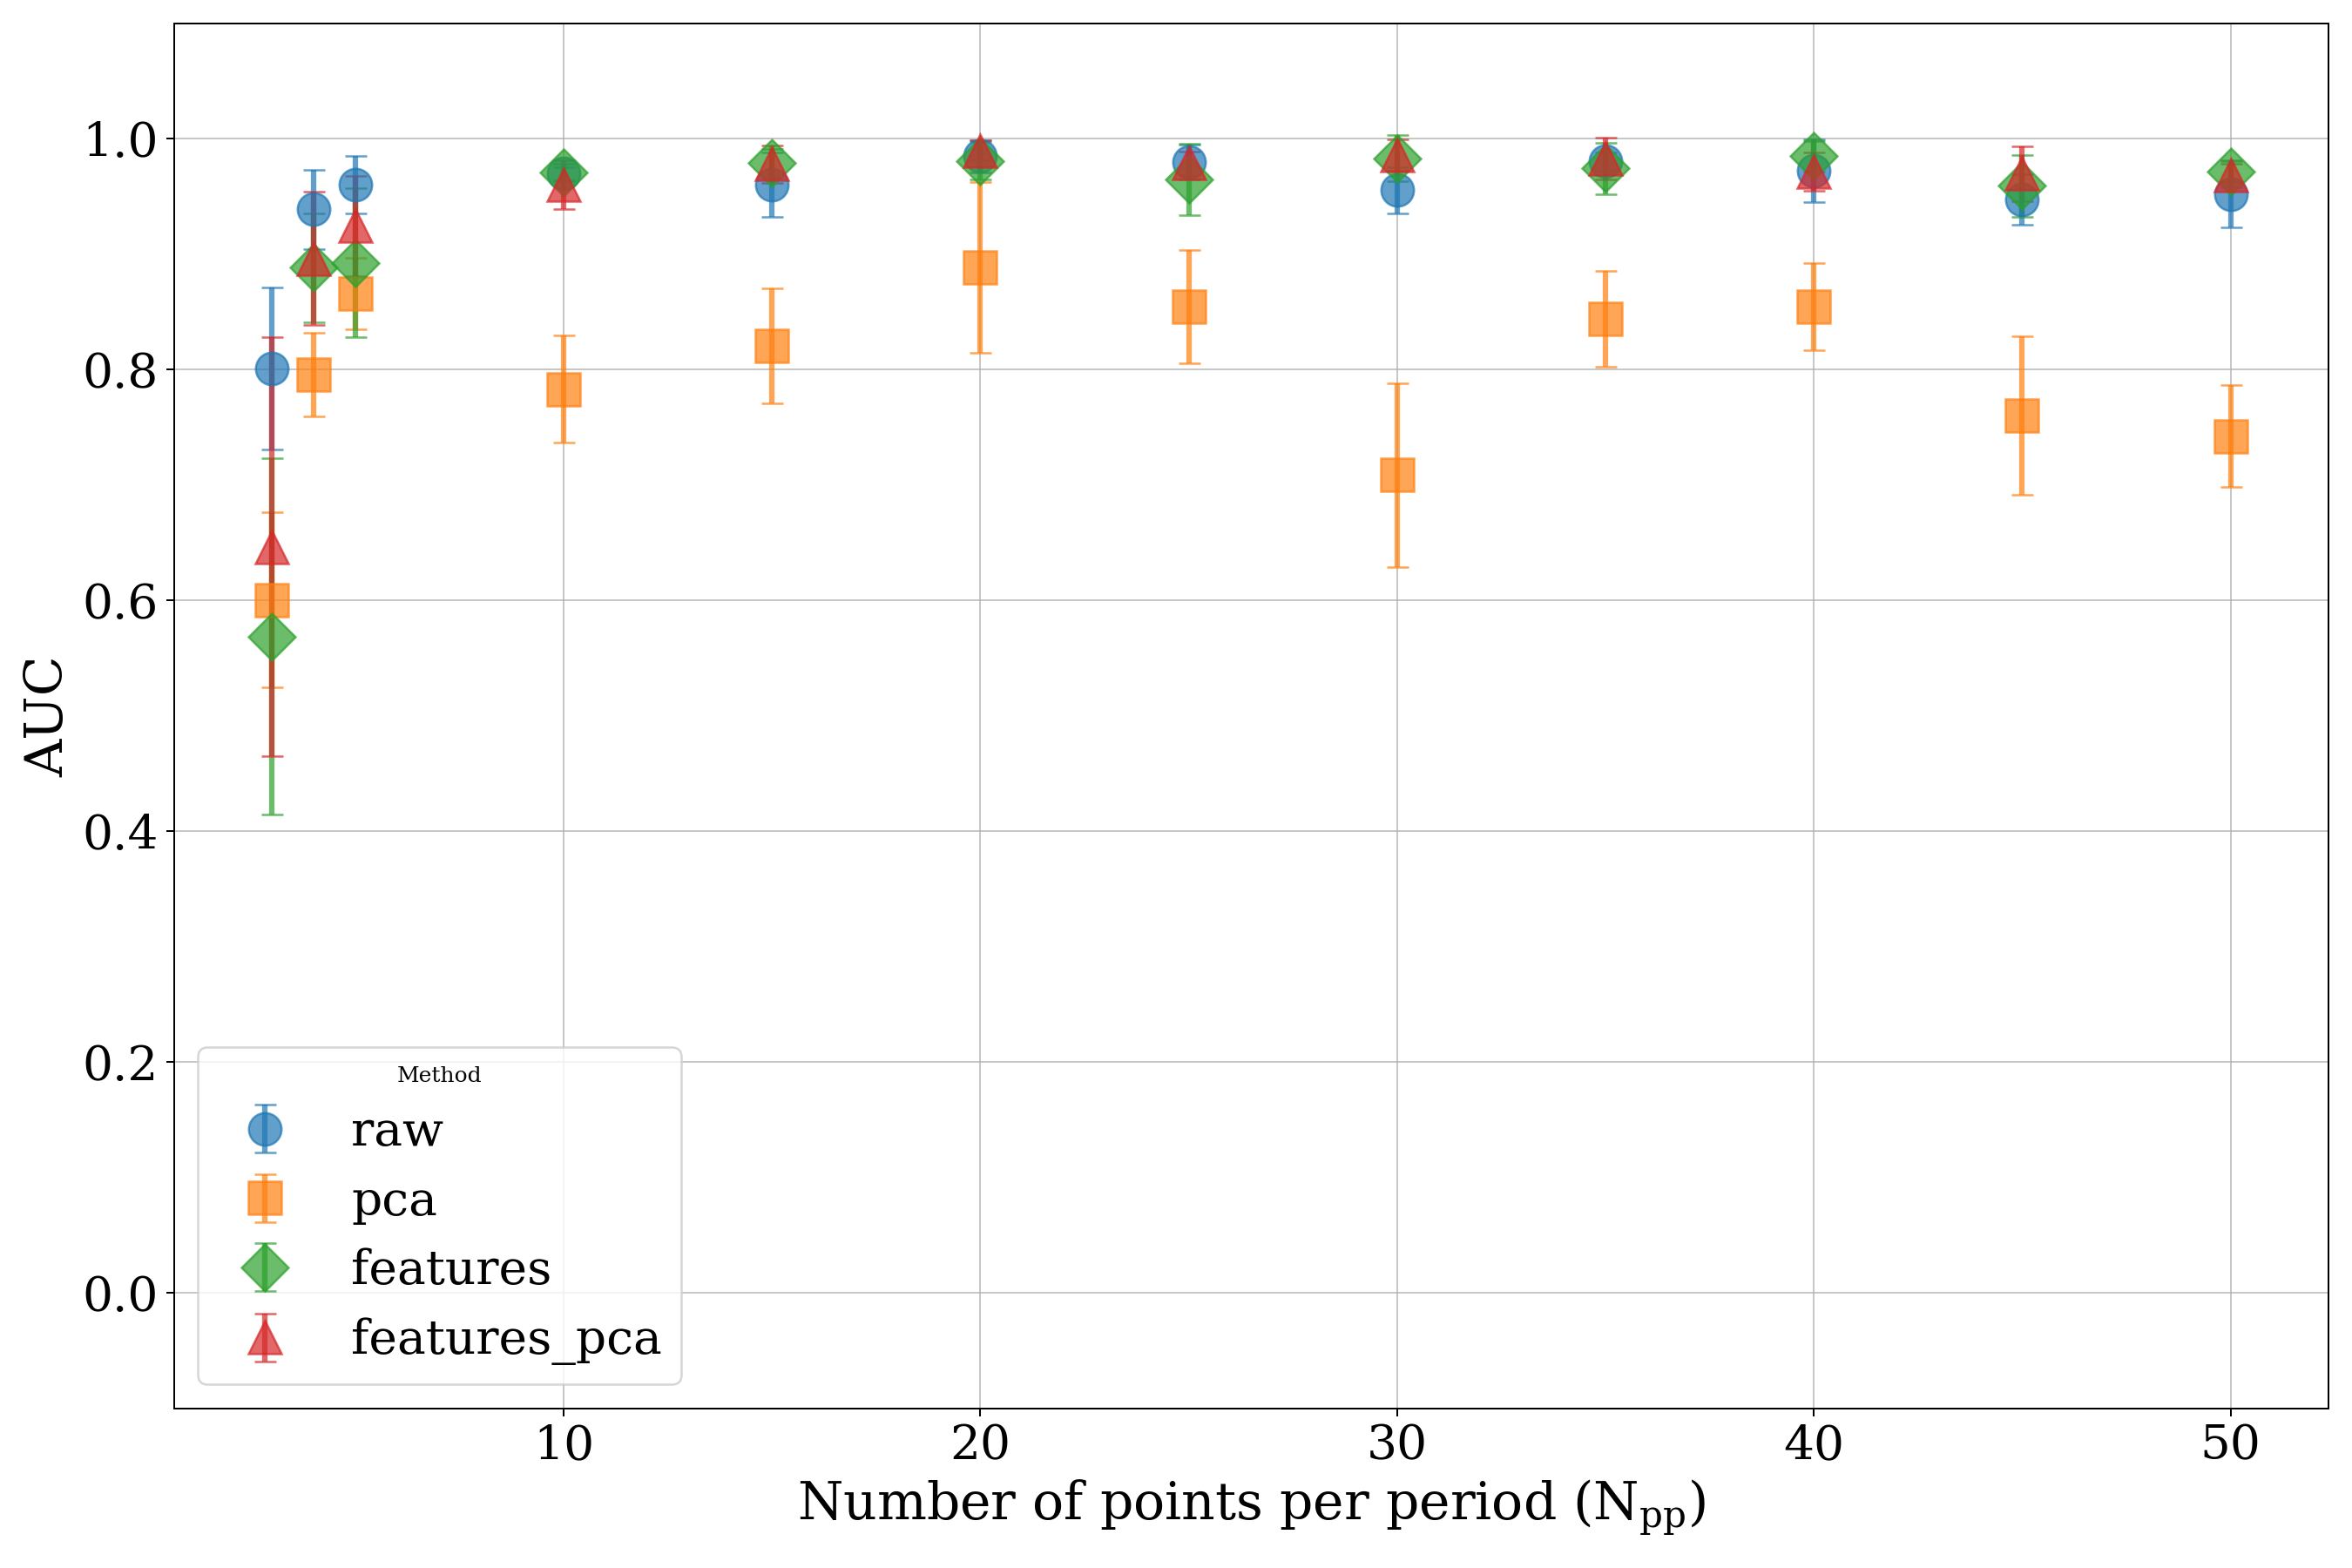 1.0
0.8
0.6
0.4
0.2
0.0
AUC
Method
raw
pca
features
features_pca
10 20 30 40 50
Number of points per period (N_pp)